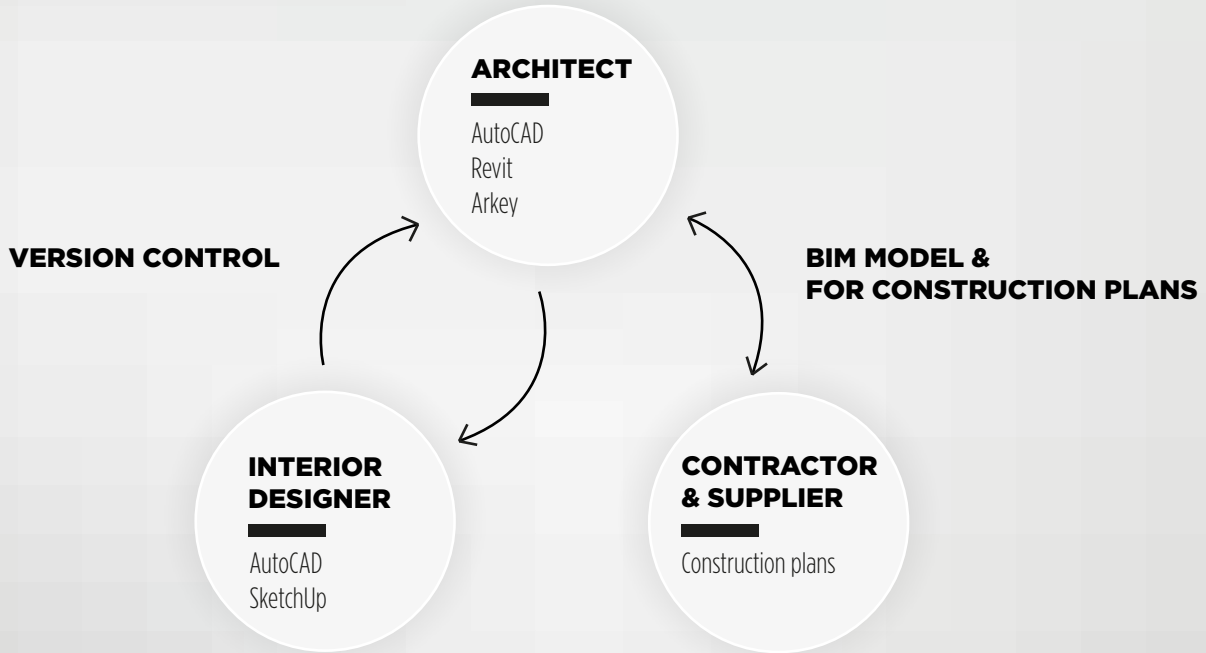 ARCHITECT
AutoCAD
Revit
Arkey
VERSION CONTROL
BIM MODEL &
FOR CONSTRUCTION PLANS
INTERIOR
DESIGNER
AutoCAD
SketchUp
CONTRACTOR
& SUPPLIER
Construction plans